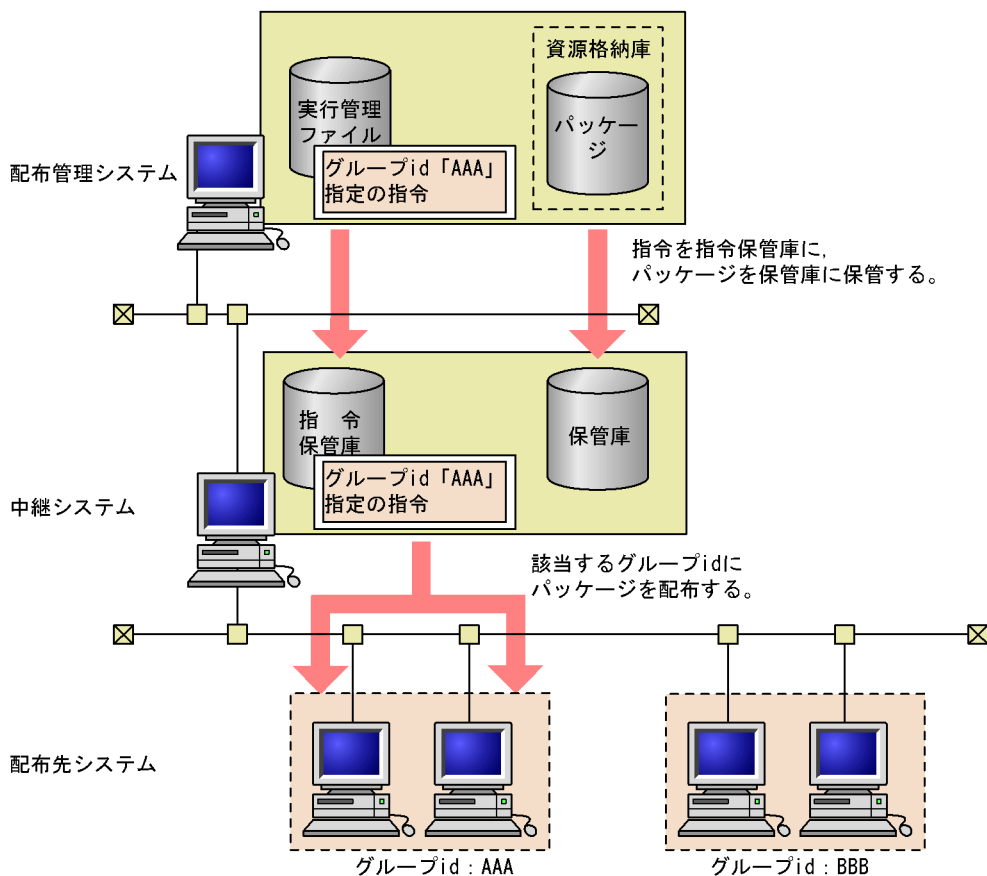 資源格納庫
実行管理
ファイル
パッケー
ジ
グループid「AAA」
指定の指令
配布管理システム
指令を指令保管庫に,
パッケージを保管庫に保管する。
指　令
保管庫
保管庫
グループid「AAA」
指定の指令
中継システム
該当するグループidに
パッケージを配布する。
配布先システム
グループid：AAA
グループid：BBB